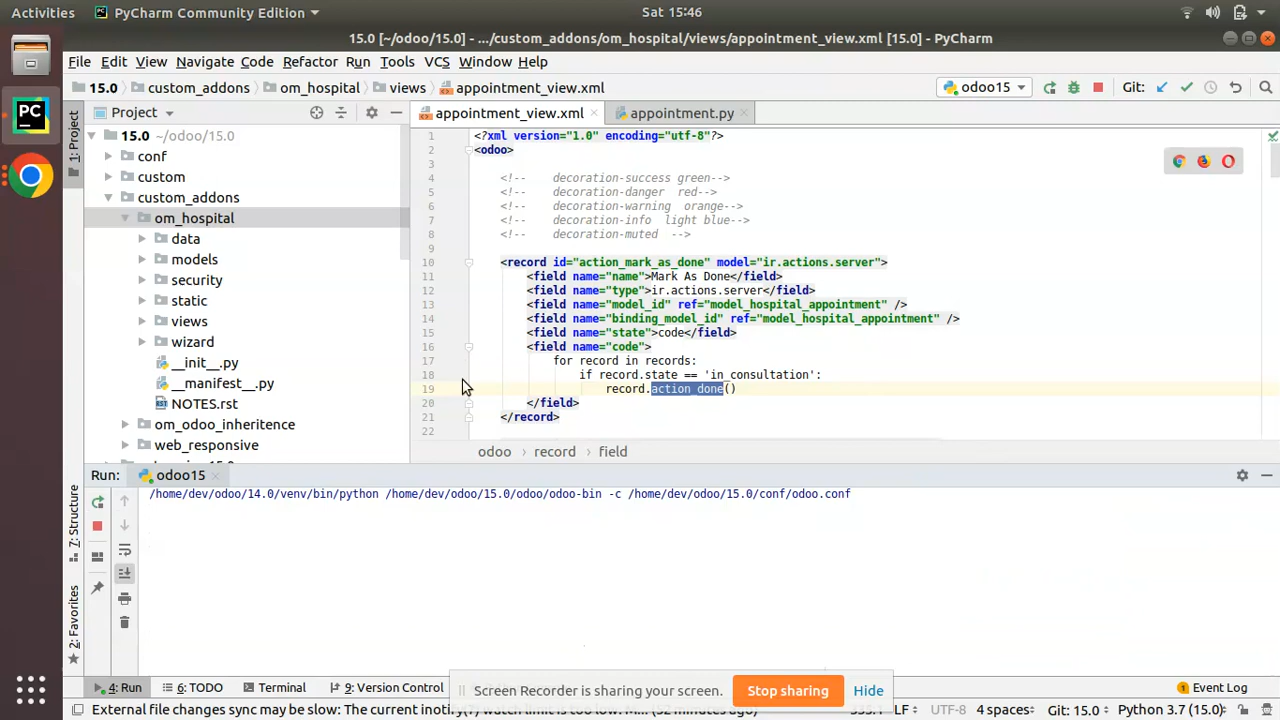 Activities
PyCharm Community Edition
Sat 15:46
15.0 [~/odoo/15.0] - .../custom_addons/om_hospital/views/appointment_view.xml [15.0] - PyCharm
File Edit View Navigate Code Refactor Run Tools VCS Window Help
15.0 custom_addons om_hospital views appointment_view.xml
odoo15
Git:
1: Project
Project
15.0 ~/odoo/15.0
conf
custom
custom_addons
om_hospital
data
models
security
static
views
wizard
__init__.py
__manifest__.py
NOTES.rst
om_odoo_inheritence
web_responsive
appointment_view.xml
appointment.py
1 <?xml version="1.0" encoding="utf-8"?>
2 <odoo>
3
4 <!-- decoration-success green-->
5 <!-- decoration-danger red-->
6 <!-- decoration-warning orange-->
7 <!-- decoration-info light blue-->
8 <!-- decoration-muted -->
9
10 <record id="action_mark_as_done" model="ir.actions.server">
11 <field name="name">Mark As Done</field>
12 <field name="type">ir.actions.server</field>
13 <field name="model_id" ref="model_hospital_appointment" />
14 <field name="binding_model_id" ref="model_hospital_appointment" />
15 <field name="state">code</field>
16 <field name="code">
17 for record in records:
18 if record.state == 'in_consultation':
19 record.action_done()
20 </field>
21 </record>
22
odoo › record › field
Run: odoo15
/home/dev/odoo/14.0/venv/bin/python /home/dev/odoo/15.0/odoo/odoo-bin -c /home/dev/odoo/15.0/conf/odoo.conf
7: Structure
2: Favorites
4: Run 6: TODO Terminal 9: Version Control
Event Log
Screen Recorder is sharing your screen.
Stop sharing
Hide
External file changes sync may be slow: The current inotify(7) watch limit is too low. M... (52 minutes ago)
LF UTF-8 4 spaces Git: 15.0 Python 3.7 (15.0)